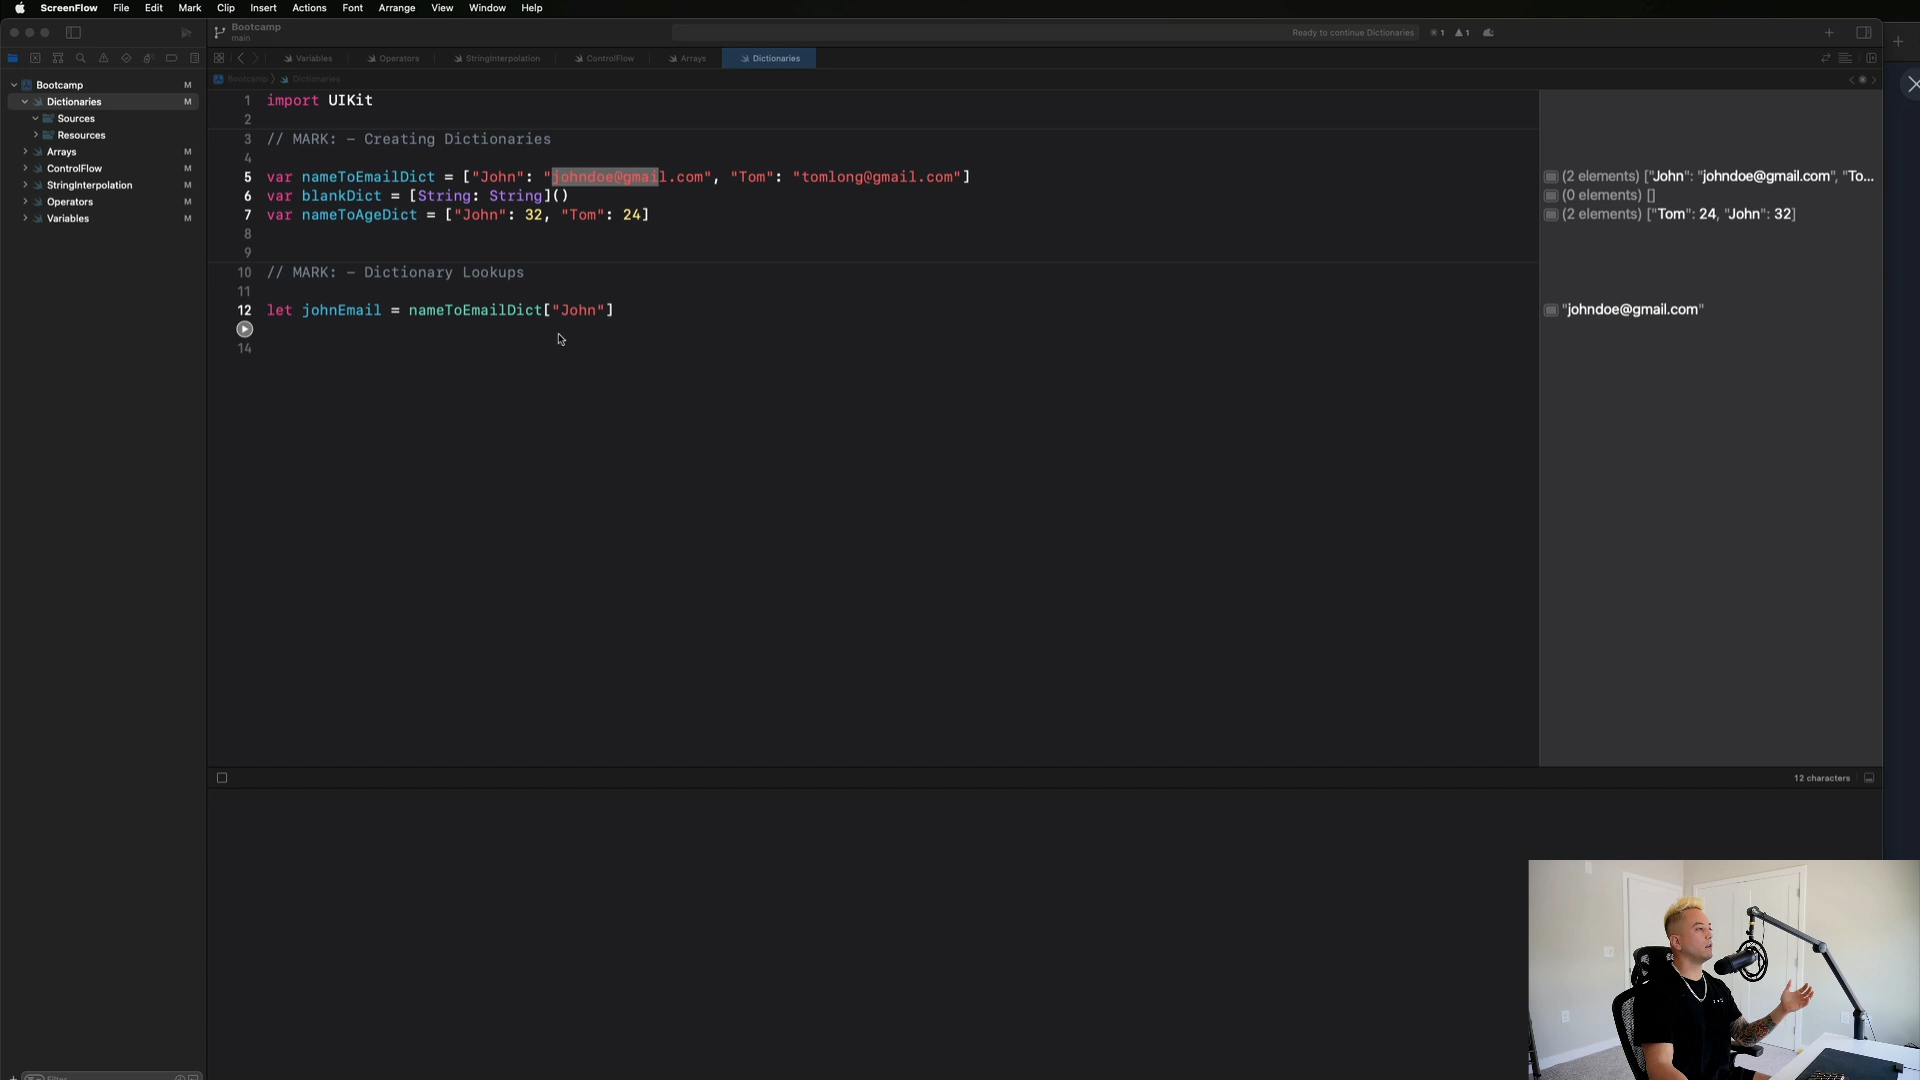 ScreenFlow File Edit Mark Clip Insert Actions Font Arrange View Window Help
Bootcamp
main
Ready to continue Dictionaries
1
1
Variables
Operators
StringInterpolation
ControlFlow
Arrays
Dictionaries
Bootcamp
Dictionaries
Bootcamp M
Dictionaries M
Sources
Resources
Arrays M
ControlFlow M
StringInterpolation M
Operators M
Variables M
1 import UIKit
2
3 // MARK: - Creating Dictionaries
4
5 var nameToEmailDict = ["John": "johndoe@gmail.com", "Tom": "tomlong@gmail.com"]
6 var blankDict = [String: String]()
7 var nameToAgeDict = ["John": 32, "Tom": 24]
8
9
10 // MARK: - Dictionary Lookups
11
12 let johnEmail = nameToEmailDict["John"]
14
(2 elements) ["John": "johndoe@gmail.com", "To...
(0 elements) []
(2 elements) ["Tom": 24, "John": 32]
"johndoe@gmail.com"
12 characters
Filter